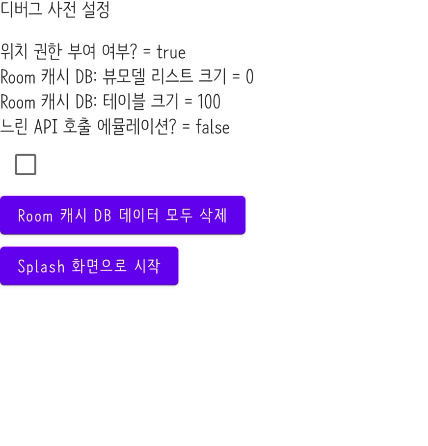 디버그 사전 설정
위치 권한 부여 여부? = true
Room 캐시 DB: 뷰모델 리스트 크기 = 0
Room 캐시 DB: 테이블 크기 = 100
느린 API 호출 에뮬레이션? = false
Room 캐시 DB 데이터 모두 삭제
Splash 화면으로 시작